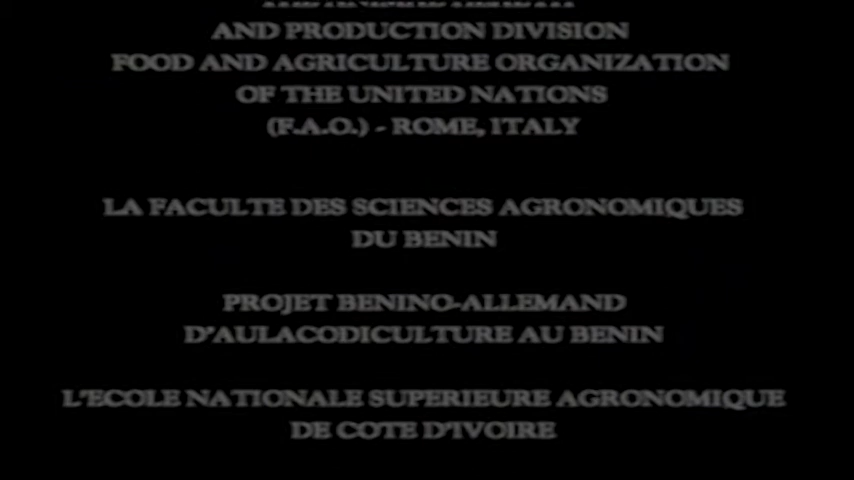 AND PRODUCTION DIVISION
FOOD AND AGRICULTURE ORGANIZATION
OF THE UNITED NATIONS
(F.A.O.) - ROME, ITALY
LA FACULTE DES SCIENCES AGRONOMIQUES
DU BENIN
PROJET BENINO-ALLEMAND
D'AULACODICULTURE AU BENIN
L'ECOLE NATIONALE SUPERIEURE AGRONOMIQUE
DE COTE D'IVOIRE